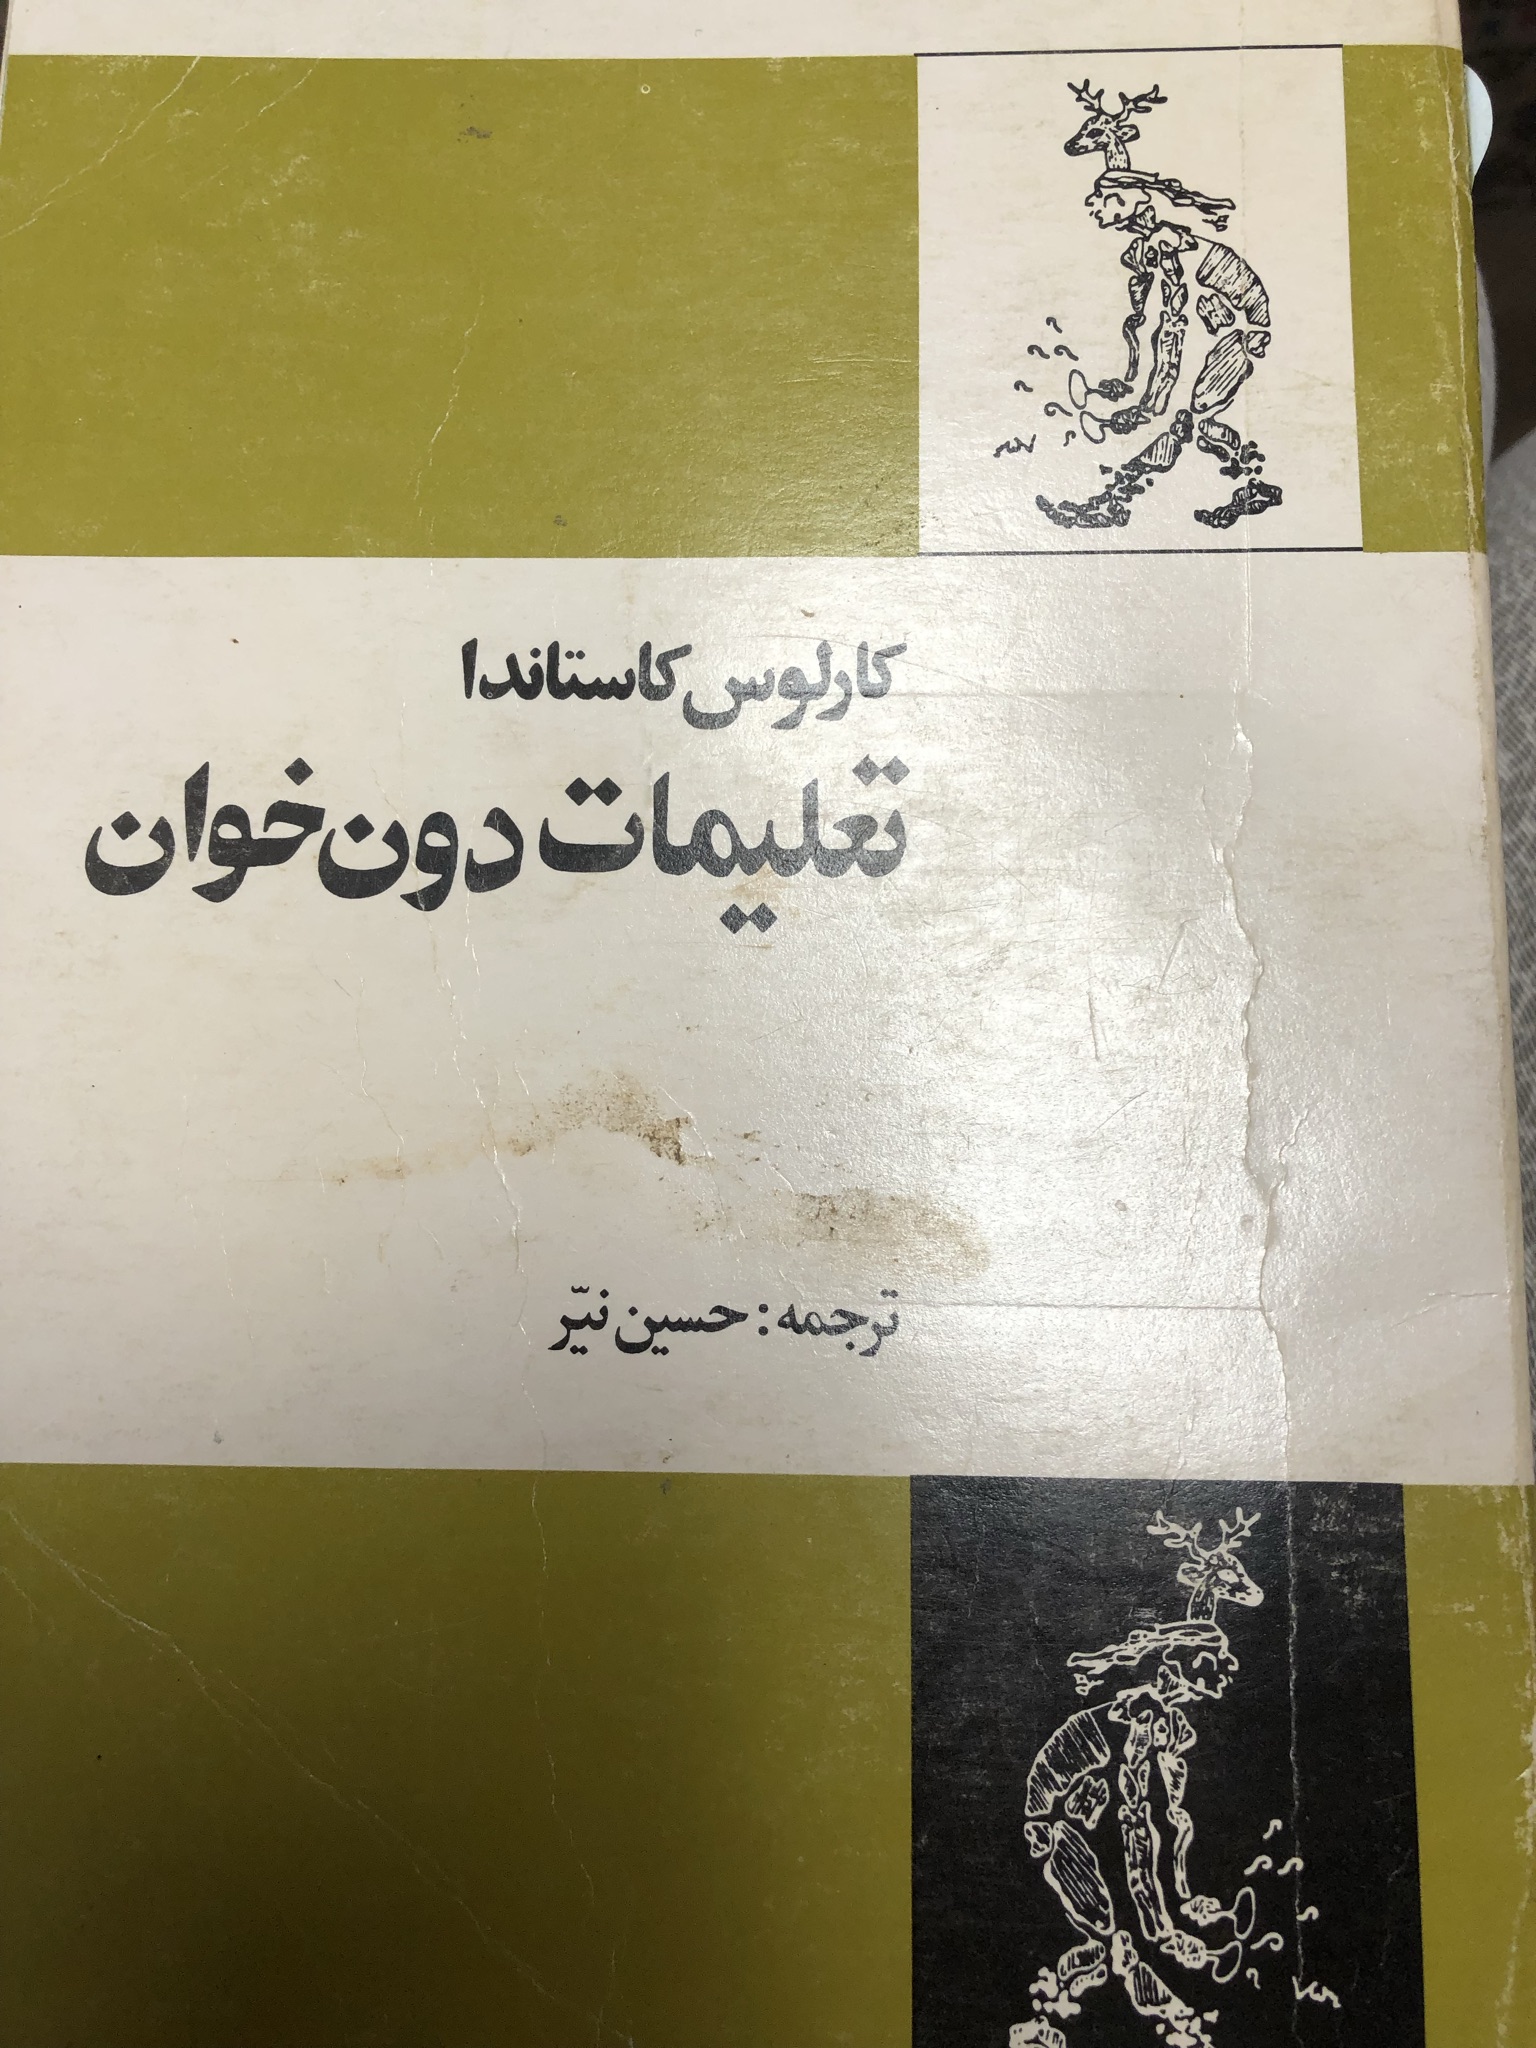 کارلوس کاستاندا
تعلیمات دون‌خوان
ترجمه: حسین نیّر